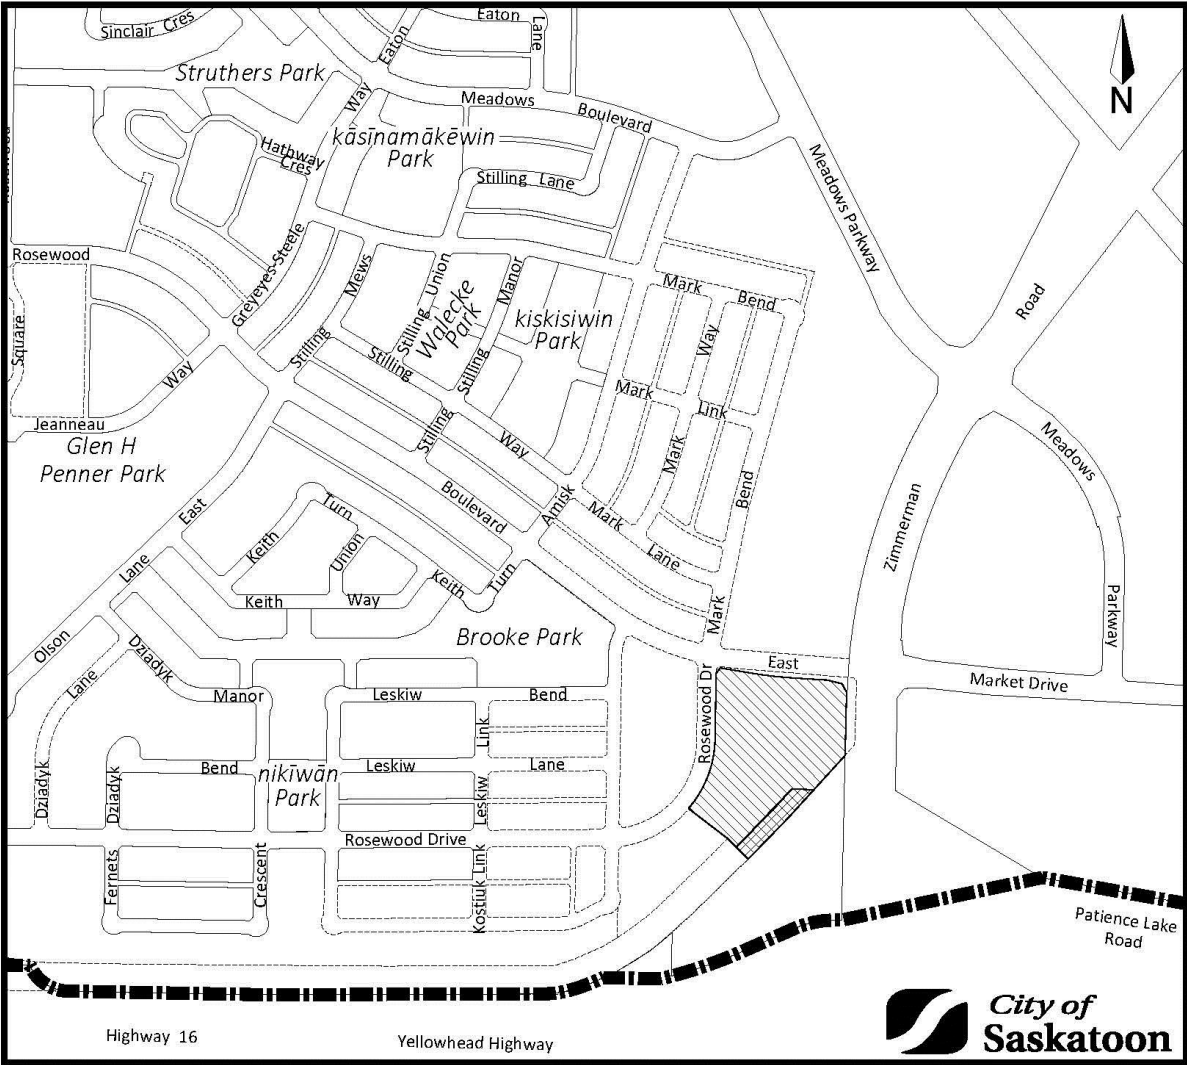 Sinclair Cres
Eaton
Lane
Eaton
Struthers Park
Way
Meadows
Boulevard
N
kāsīnamākēwin
Park
Hathway
Cres
Stilling Lane
Meadows Parkway
Rosewood
Greyeyes-Steele
Mews
Stilling Union
Walecke
Park
Manor
Stilling
kiskisiwin
Park
Mark
Bend
Way
Road
Square
Way
Stilling
Stilling
Mark
Link
Jeanneau
Glen H
Penner Park
Stilling
Way
Mark
Bend
Meadows
Boulevard
Amisk
Mark
Lane
Zimmerman
East
Lane
Olson
Turn
Keith
Union
Keith
Turn
Keith
Way
Mark
Parkway
Brooke Park
Dziadyk
Manor
Lane
Dziadyk
East
Market Drive
Rosewood Dr
Leskiw
Bend
Link
Dziadyk
Bend
nikīwān
Park
Leskiw
Lane
Leskiw
Rosewood Drive
Fernets
Crescent
Kostiuk Link
Patience Lake
Road
Highway 16
Yellowhead Highway
City of
Saskatoon